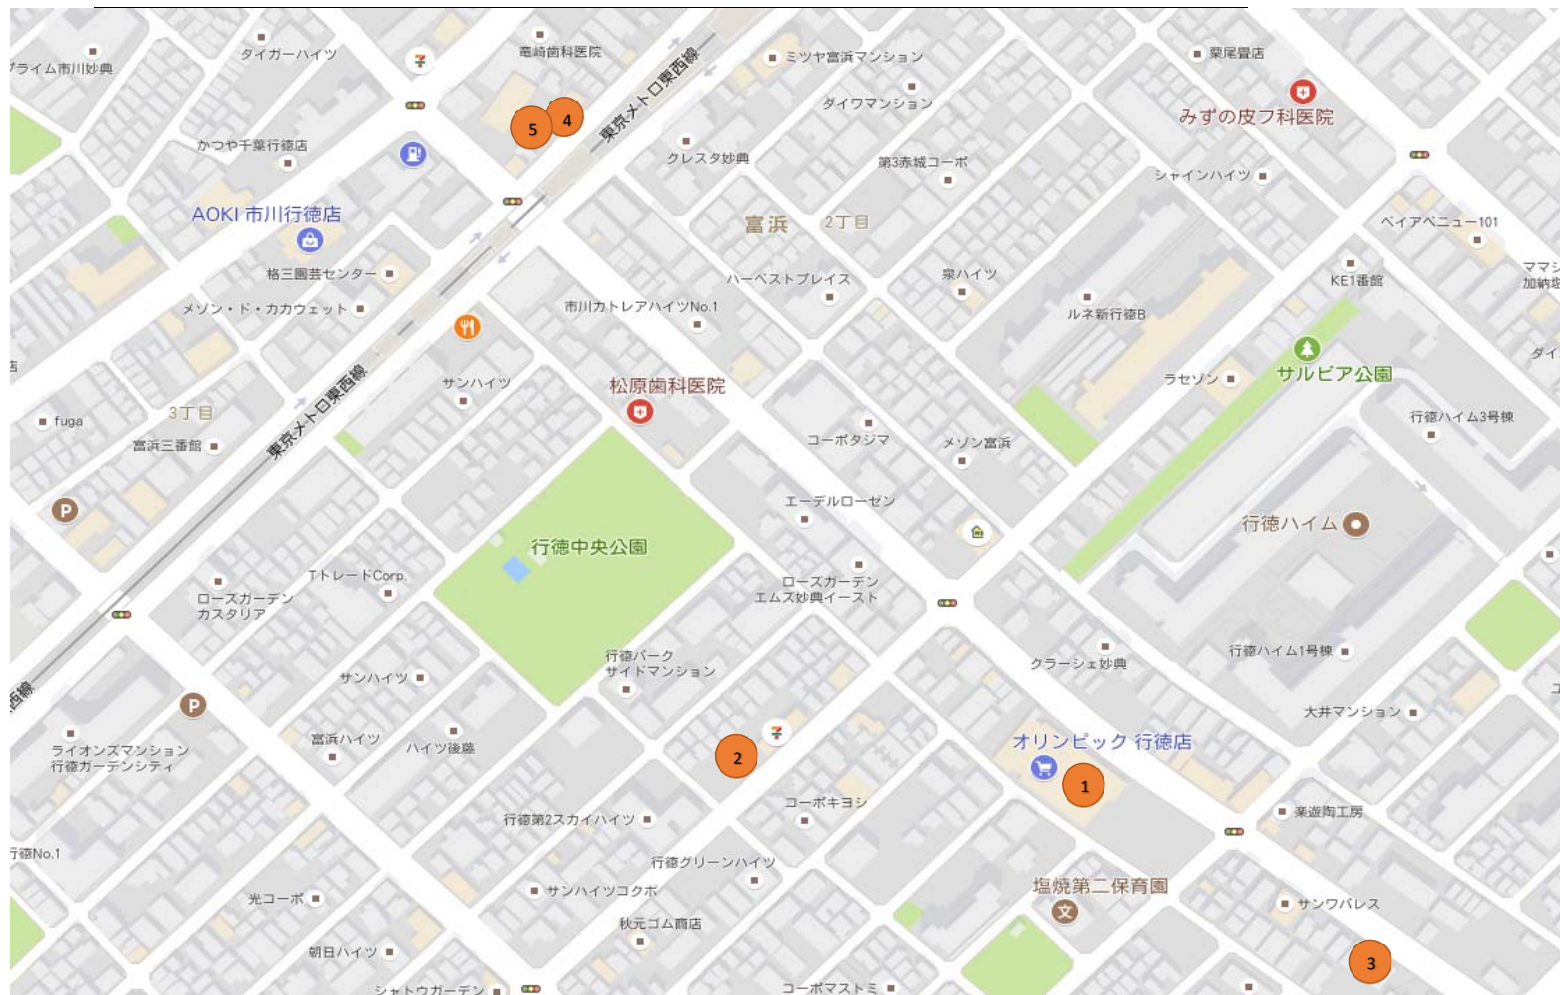 タイガーハイツ
竜崎歯科医院
ミツヤ富浜マンション
栗尾畳店
プライム市川妙典
ダイワマンション
みずの皮フ科医院
東京メトロ東西線
5
4
かつや千葉行徳店
クレスタ妙典
第3赤城コーポ
シャインハイツ
AOKI 市川行徳店
富浜
2丁目
ベイアベニュー101
格三園芸センター
ハーベストプレイス
泉ハイツ
KE1番館
メゾン・ド・カカウェット
市川カトレアハイツNo.1
ルネ新行徳B
サルビア公園
ラセゾン
サンハイツ
松原歯科医院
東京メトロ東西線
3丁目
fuga
富浜三番館
コーポタジマ
メゾン富浜
行徳ハイム3号棟
P
エーデルローゼン
行徳ハイム
行徳中央公園
TトレードCorp.
ローズガーデン
カスタリア
ローズガーデン
エムズ妙典イースト
行徳パーク
サイドマンション
クラーシェ妙典
行徳ハイム1号棟
サンハイツ
西線
P
大井マンション
ライオンズマンション
行徳ガーデンシティ
富浜ハイツ
ハイツ後藤
2
オリンピック 行徳店
1
コーポキヨシ
楽遊陶工房
行徳第2スカイハイツ
行徳No.1
行徳グリーンハイツ
塩焼第二保育園
文
光コーポ
サンハイツコクボ
サンワパレス
秋元ゴム商店
朝日ハイツ
3
シャトウガーデン
コーポマストミ